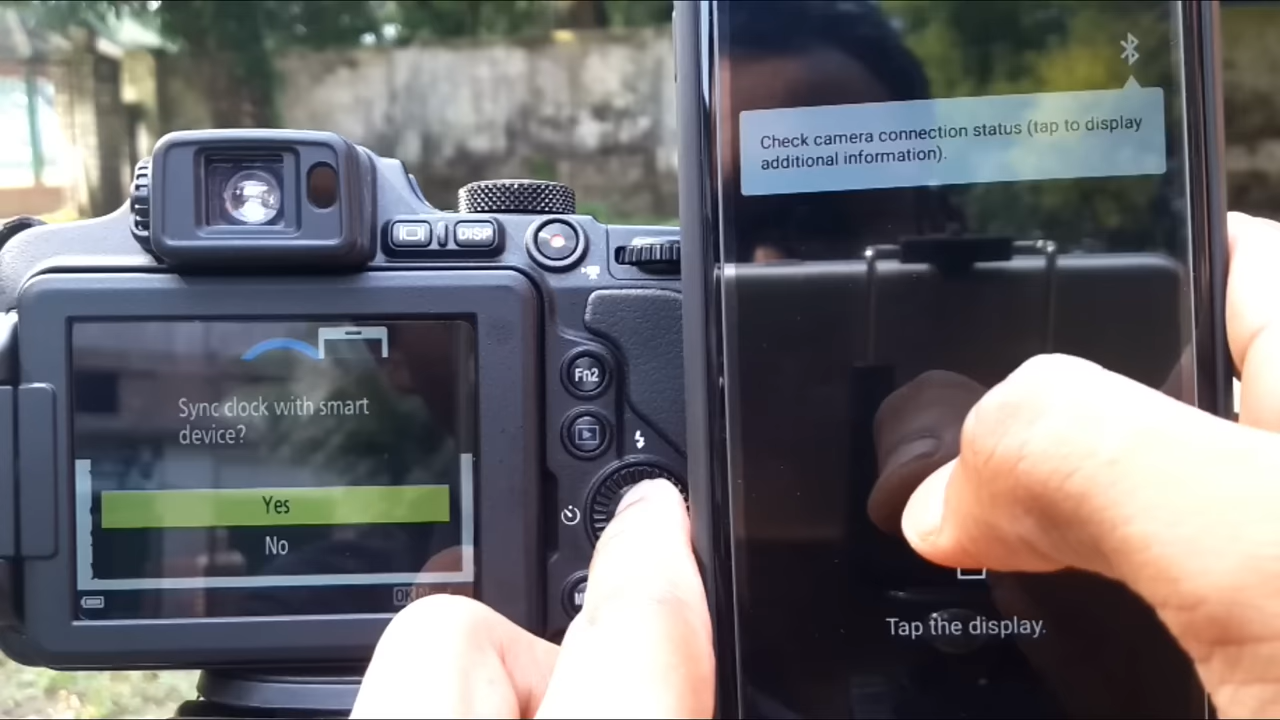 DISP
Fn2
Sync clock with smart
device?
Yes
No
OK
Check camera connection status (tap to display
additional information).
Tap the display.